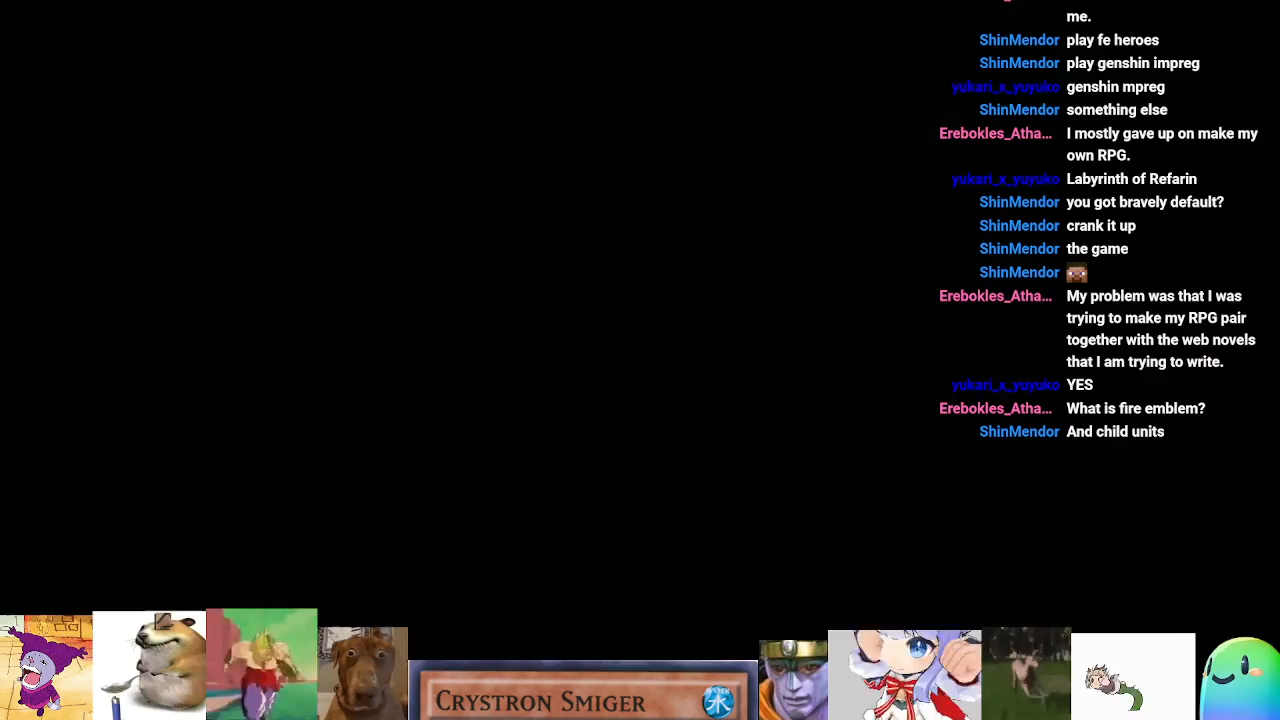 me.
ShinMendor play fe heroes
ShinMendor play genshin impreg
yukari_x_yuyuko genshin mpreg
ShinMendor something else
Erebokles_Atha... I mostly gave up on make my
own RPG.
yukari_x_yuyuko Labyrinth of Refarin
ShinMendor you got bravely default?
ShinMendor crank it up
ShinMendor the game
ShinMendor
Erebokles_Atha... My problem was that I was
trying to make my RPG pair
together with the web novels
that I am trying to write.
yukari_x_yuyuko YES
Erebokles_Atha... What is fire emblem?
ShinMendor And child units
CRYSTRON SMIGER
WATER
水